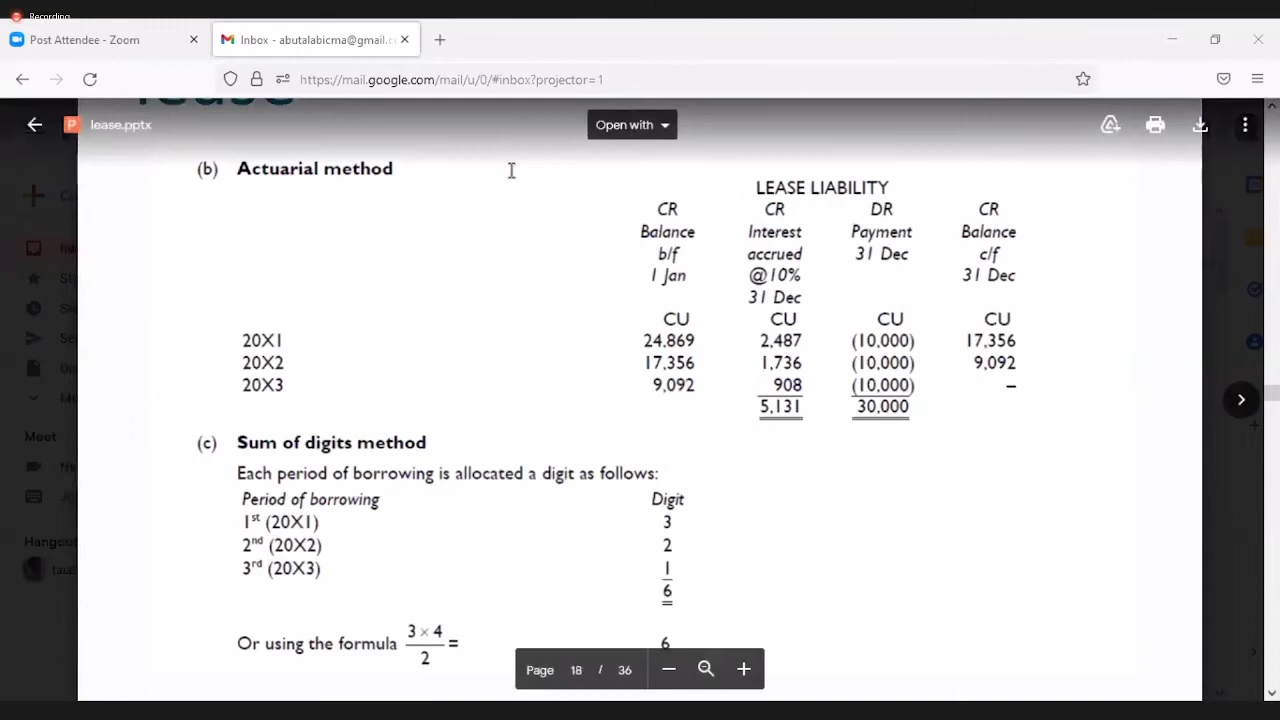 Recording
Post Attendee - Zoom
Inbox - abutalabicma@gmail.c
https://mail.google.com/mail/u/0/#inbox?projector=1
lease
lease.pptx
Open with
(b) Actuarial method
LEASE LIABILITY
CR CR DR CR
Balance Interest Payment Balance
b/f accrued 31 Dec c/f
1 Jan @10% 31 Dec
31 Dec
CU CU CU CU
20X1 24,869 2,487 (10,000) 17,356
20X2 17,356 1,736 (10,000) 9,092
20X3 9,092 908 (10,000) –
5,131 30,000
Meet
(c) Sum of digits method
Each period of borrowing is allocated a digit as follows:
Period of borrowing Digit
1st (20X1) 3
2nd (20X2) 2
3rd (20X3) 1
6
Or using the formula 3 × 4 / 2 = 6
Page 18 / 36